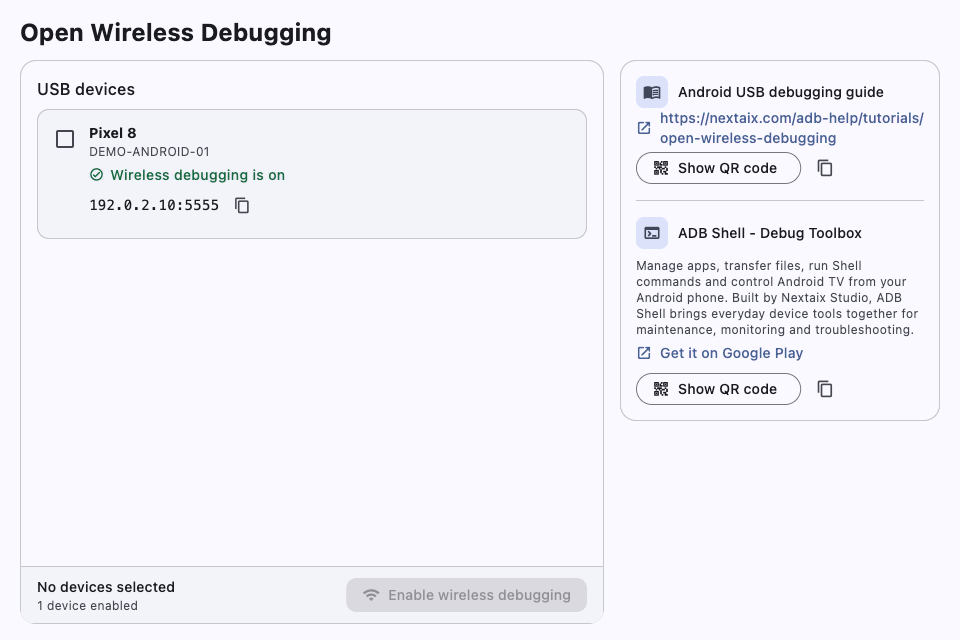 Open Wireless Debugging
USB devices
Pixel 8
DEMO-ANDROID-01
Wireless debugging is on
192.0.2.10:5555
No devices selected
1 device enabled
Enable wireless debugging
Android USB debugging guide
https://nextaix.com/adb-help/tutorials/
open-wireless-debugging
Show QR code
ADB Shell - Debug Toolbox
Manage apps, transfer files, run Shell
commands and control Android TV from your
Android phone. Built by Nextaix Studio, ADB
Shell brings everyday device tools together for
maintenance, monitoring and troubleshooting.
Get it on Google Play
Show QR code